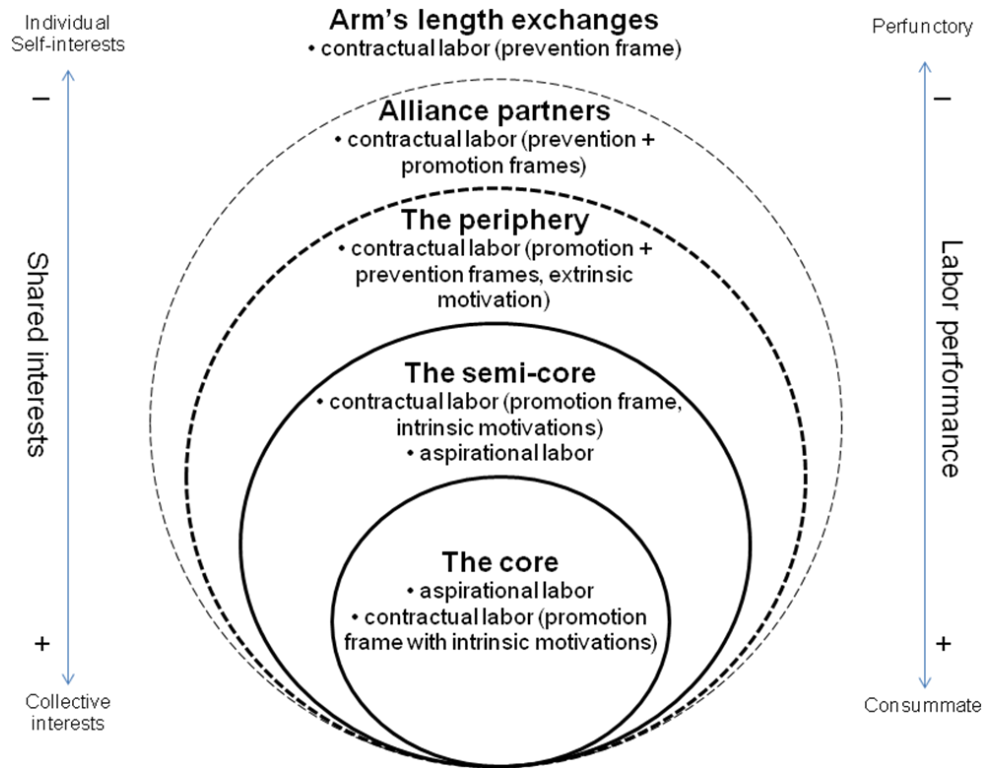 Individual
Self-interests
Arm's length exchanges
• contractual labor (prevention frame)
Perfunctory
–
–
Alliance partners
• contractual labor (prevention +
promotion frames)
The periphery
• contractual labor (promotion +
prevention frames, extrinsic
motivation)
Shared interests
Labor performance
The semi-core
• contractual labor (promotion frame,
intrinsic motivations)
• aspirational labor
The core
• aspirational labor
• contractual labor (promotion
frame with intrinsic motivations)
+
+
Collective
interests
Consummate